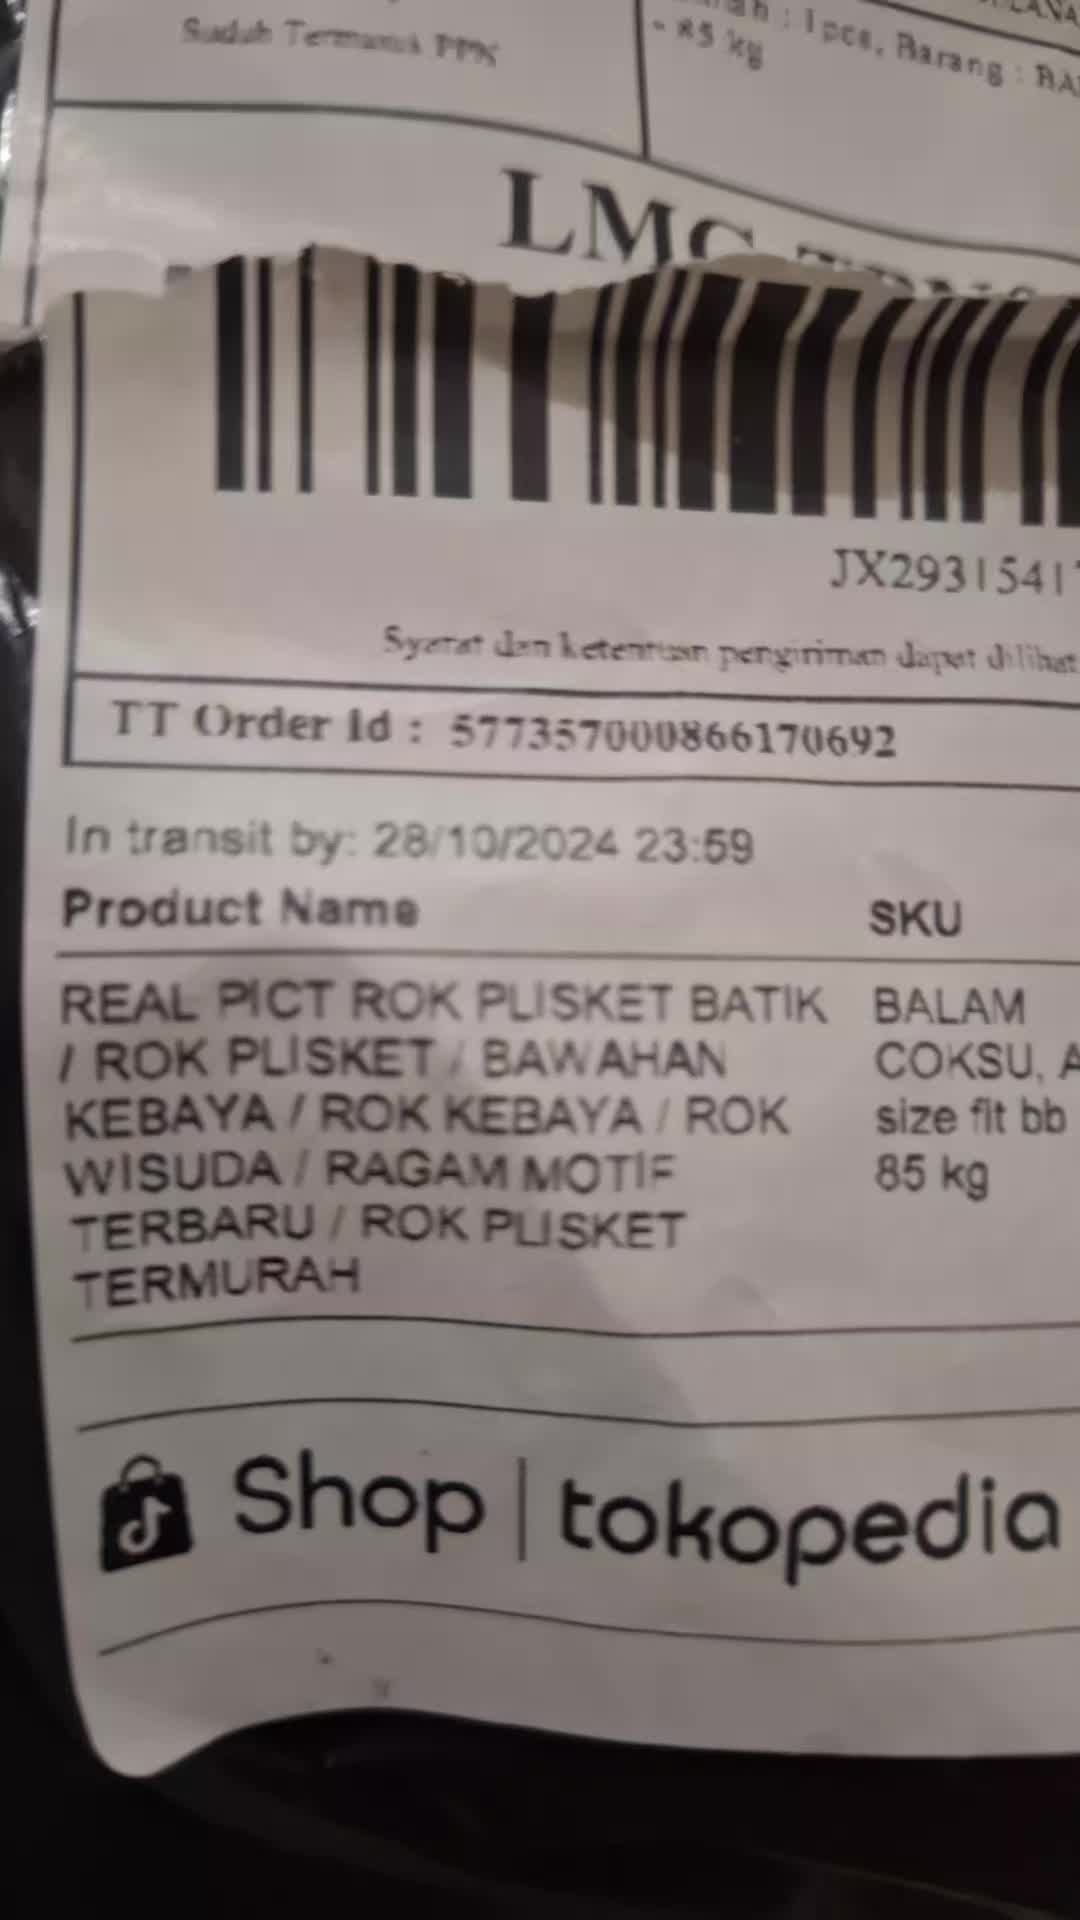 Sudah Termasuk PPN
: 1pcs, Barang :
- 85 kg
JX29315417
Syarat dan ketentuan pengiriman dapat dilihat
TT Order Id : 577357000866170692
In transit by: 28/10/2024 23:59
Product Name SKU
REAL PICT ROK PLISKET BATIK BALAM
/ ROK PLISKET / BAWAHAN COKSU, A
KEBAYA / ROK KEBAYA / ROK size fit bb
WISUDA / RAGAM MOTIF 85 kg
TERBARU / ROK PLISKET
TERMURAH
Shop | tokopedia